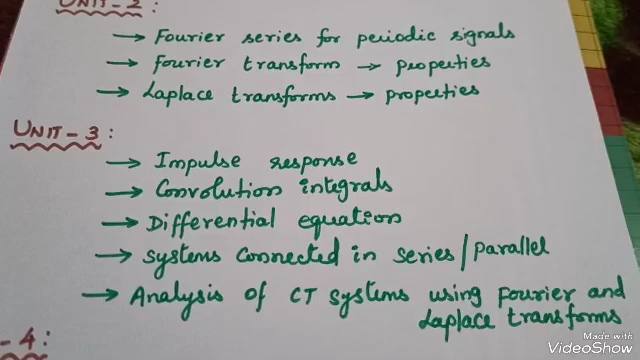 UNIT-2:
→ Fourier series for periodic signals
→ Fourier transform → properties
→ Laplace transforms → properties
UNIT-3:
→ Impulse response
→ Convolution integrals
→ Differential equation
→ Systems connected in series/parallel
→ Analysis of CT systems using fourier and
Laplace transforms
-4:
Made with
VideoShow